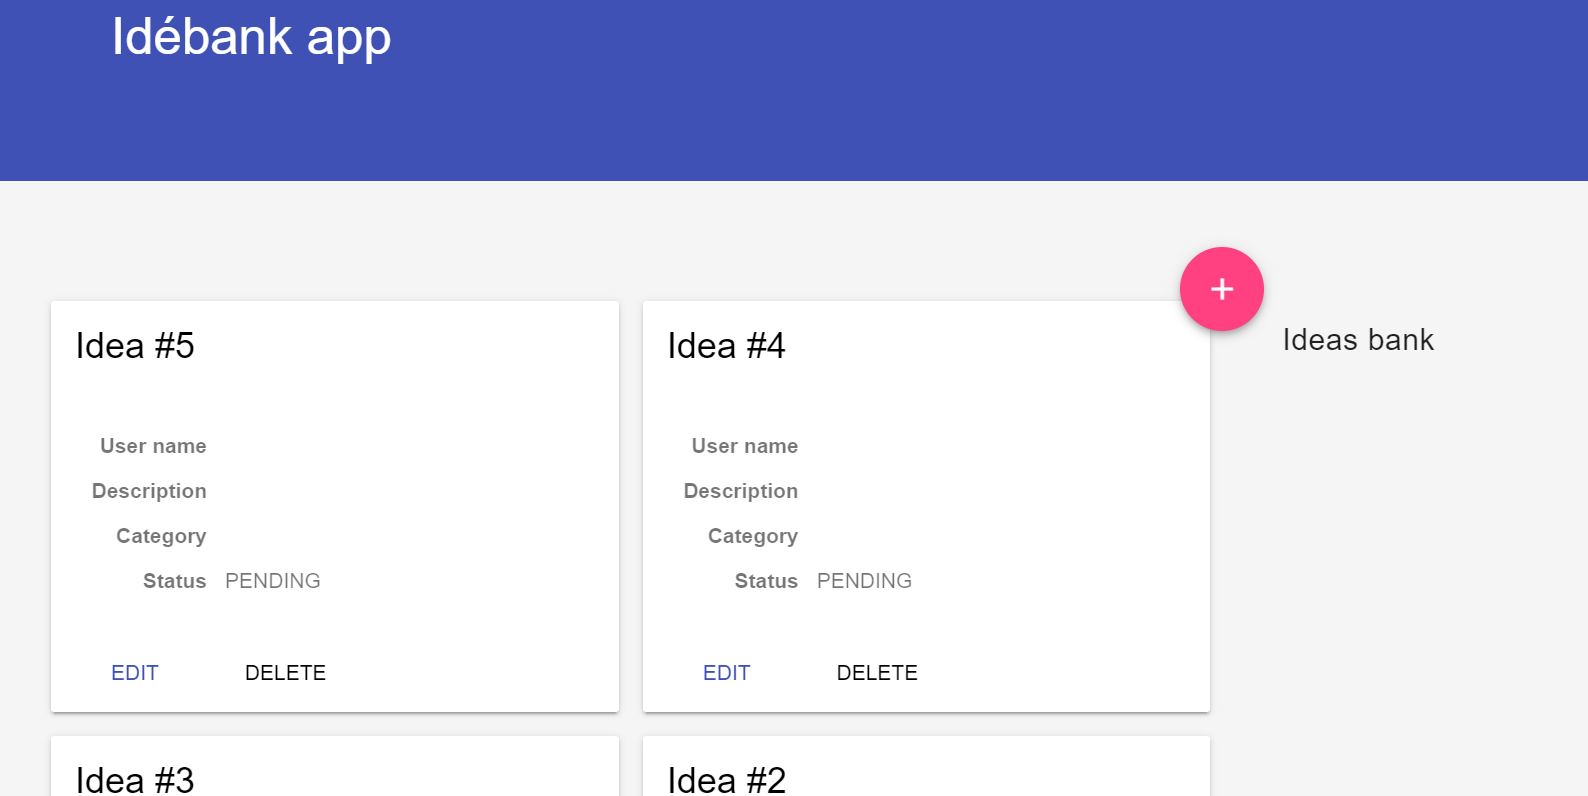 Idébank app
+
Idea #5
User name
Description
Category
Status PENDING
EDIT DELETE
Idea #4
User name
Description
Category
Status PENDING
EDIT DELETE
Ideas bank
Idea #3
Idea #2